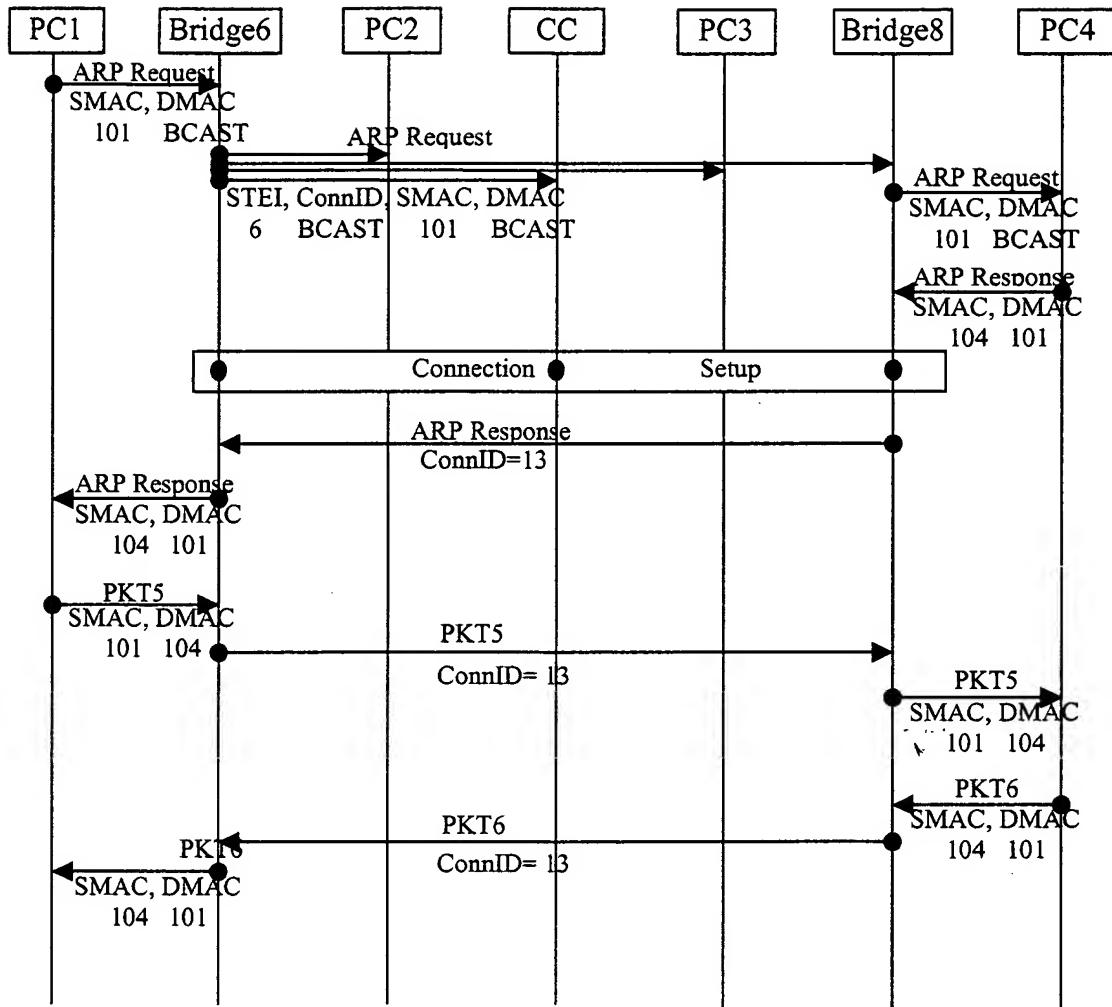 PC1 Bridge6 PC2 CC PC3 Bridge8 PC4
ARP Request
SMAC, DMAC
101 BCAST
ARP Request
STEI, ConnID, SMAC, DMAC
6 BCAST 101 BCAST
ARP Request
SMAC, DMAC
101 BCAST
ARP Response
SMAC, DMAC
104 101
Connection Setup
ARP Response
ConnID=13
ARP Response
SMAC, DMAC
104 101
PKT5
SMAC, DMAC
101 104
PKT5
ConnID= 13
PKT5
SMAC, DMAC
101 104
PKT6
SMAC, DMAC
104 101
PKT6
ConnID= 13
PKT6
SMAC, DMAC
104 101